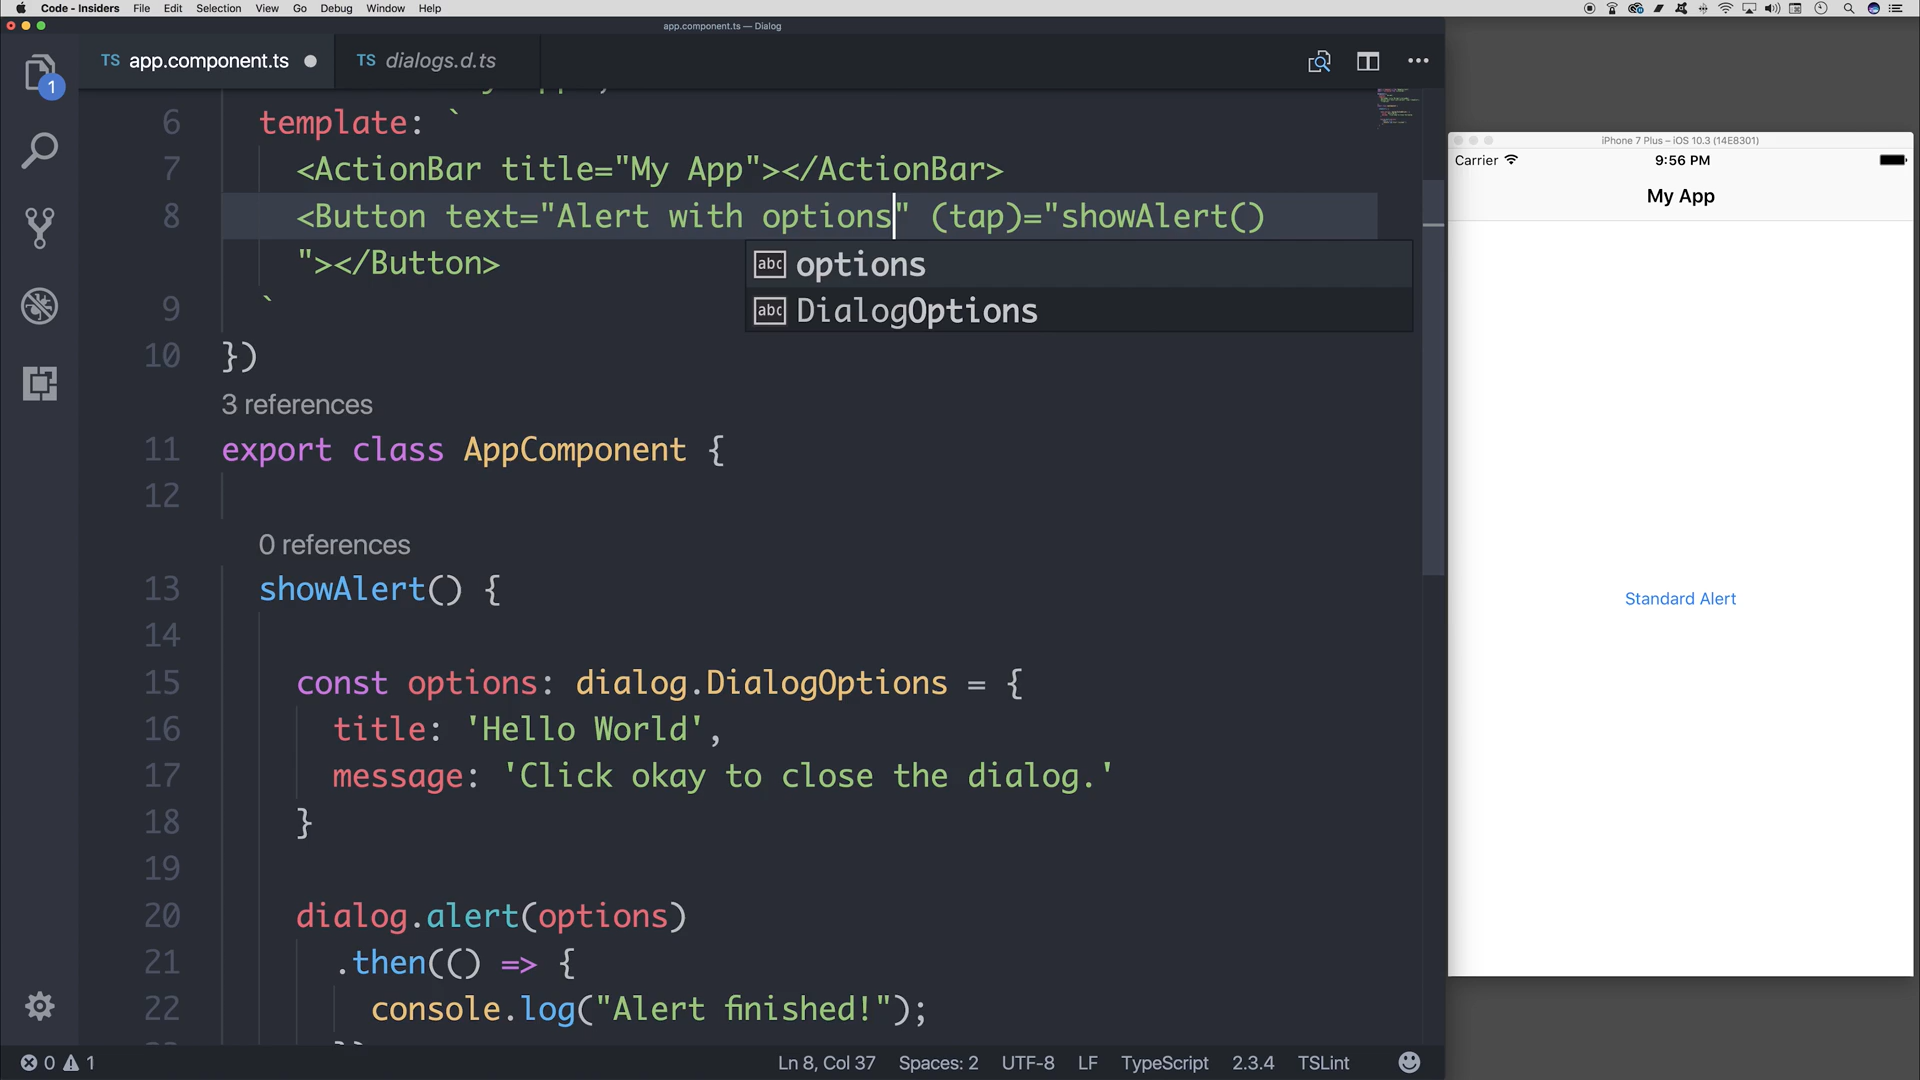 Code - Insiders File Edit Selection View Go Debug Window Help
app.component.ts — Dialog
TS app.component.ts
TS dialogs.d.ts
1
6 template: `
7 <ActionBar title="My App"></ActionBar>
8 <Button text="Alert with options" (tap)="showAlert()
"></Button>
abc options
abc DialogOptions
9 `
10 })
3 references
11 export class AppComponent {
12
0 references
13 showAlert() {
14
15 const options: dialog.DialogOptions = {
16 title: 'Hello World',
17 message: 'Click okay to close the dialog.'
18 }
19
20 dialog.alert(options)
21 .then(() => {
22 console.log("Alert finished!");
0 1
Ln 8, Col 37 Spaces: 2 UTF-8 LF TypeScript 2.3.4 TSLint
iPhone 7 Plus – iOS 10.3 (14E8301)
Carrier 9:56 PM
My App
Standard Alert